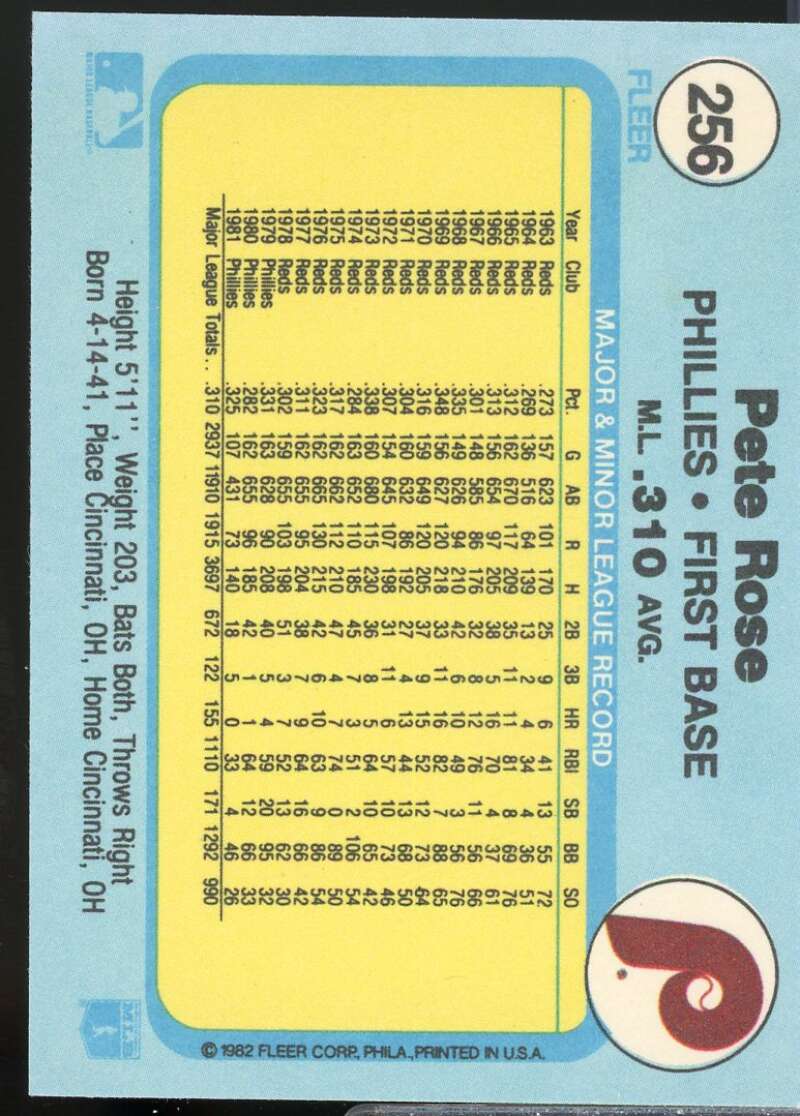 256
FLEER
Pete Rose
PHILLIES • FIRST BASE
M.L. .310 AVG.
MAJOR & MINOR LEAGUE RECORD
Year Club Pct. G AB R H 2B 3B HR RBI SB BB SO
1963 Reds .273 157 623 101 170 25 9 6 41 13 55 72
1964 Reds .269 136 516 64 139 13 2 4 34 4 36 51
1965 Reds .312 162 670 117 209 35 11 11 81 8 69 76
1966 Reds .313 156 654 97 205 38 5 16 70 4 37 61
1967 Reds .301 148 585 86 176 32 8 12 76 11 56 66
1968 Reds .335 149 626 94 210 42 6 10 49 3 56 76
1969 Reds .348 156 627 120 218 33 11 16 82 7 88 65
1970 Reds .316 159 649 120 205 37 9 15 52 12 73 64
1971 Reds .304 160 632 86 192 27 4 13 44 13 68 50
1972 Reds .307 154 645 107 198 31 11 6 57 10 73 46
1973 Reds .338 160 680 115 230 36 8 5 64 10 65 42
1974 Reds .284 163 652 110 185 45 7 3 51 2 106 54
1975 Reds .317 162 662 112 210 47 4 7 74 0 89 50
1976 Reds .323 162 665 130 215 42 6 10 63 9 86 54
1977 Reds .311 162 655 95 204 38 7 9 64 16 66 42
1978 Reds .302 159 655 103 198 51 3 7 52 13 62 30
1979 Phillies .331 163 628 90 208 40 5 4 59 20 95 32
1980 Phillies .282 162 655 96 185 42 1 1 64 12 66 33
1981 Phillies .325 107 431 73 140 18 5 0 33 4 46 26
Major League Totals . . .310 2937 11910 1915 3697 672 122 155 1110 171 1292 990
© 1982 FLEER CORP., PHILA., PRINTED IN U.S.A.
Height 5'11'', Weight 203, Bats Both, Throws Right
Born 4-14-41, Place Cincinnati, OH, Home Cincinnati, OH
MAJOR LEAGUE BASEBALL